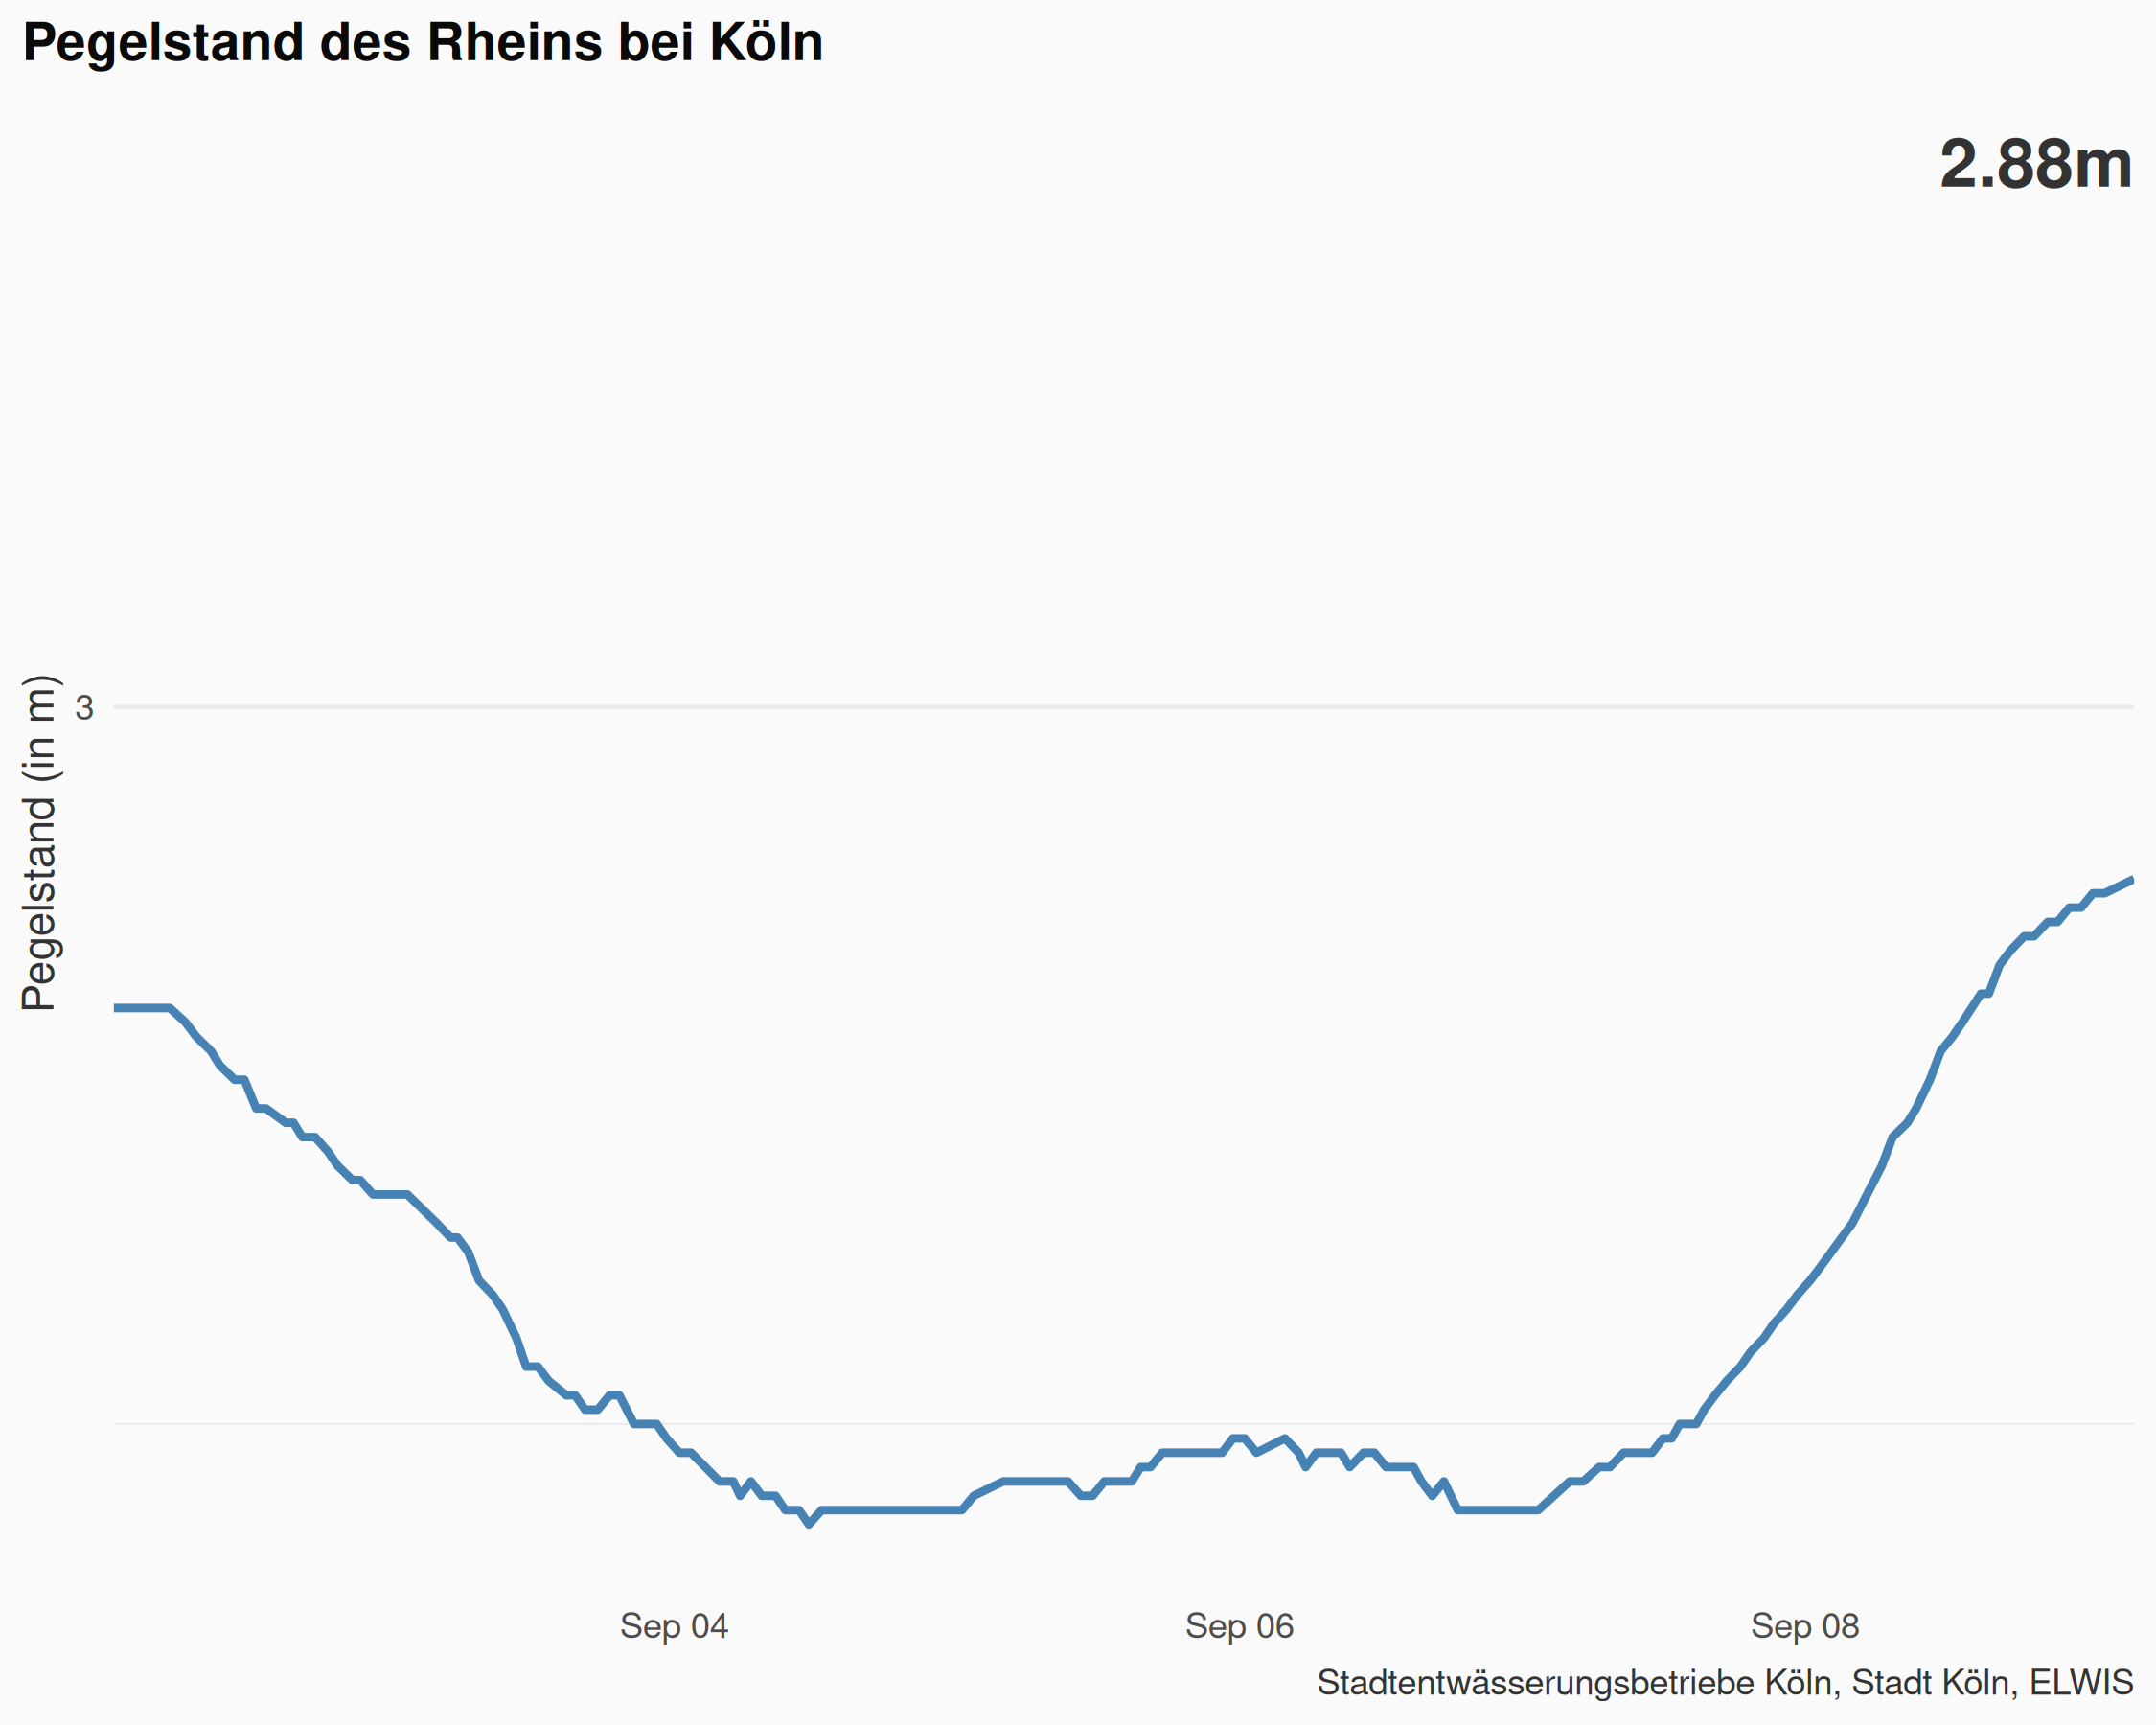 Pegelstand des Rheins bei Köln
2.88m
Pegelstand (in m)
3
Sep 04
Sep 06
Sep 08
Stadtentwässerungsbetriebe Köln, Stadt Köln, ELWIS